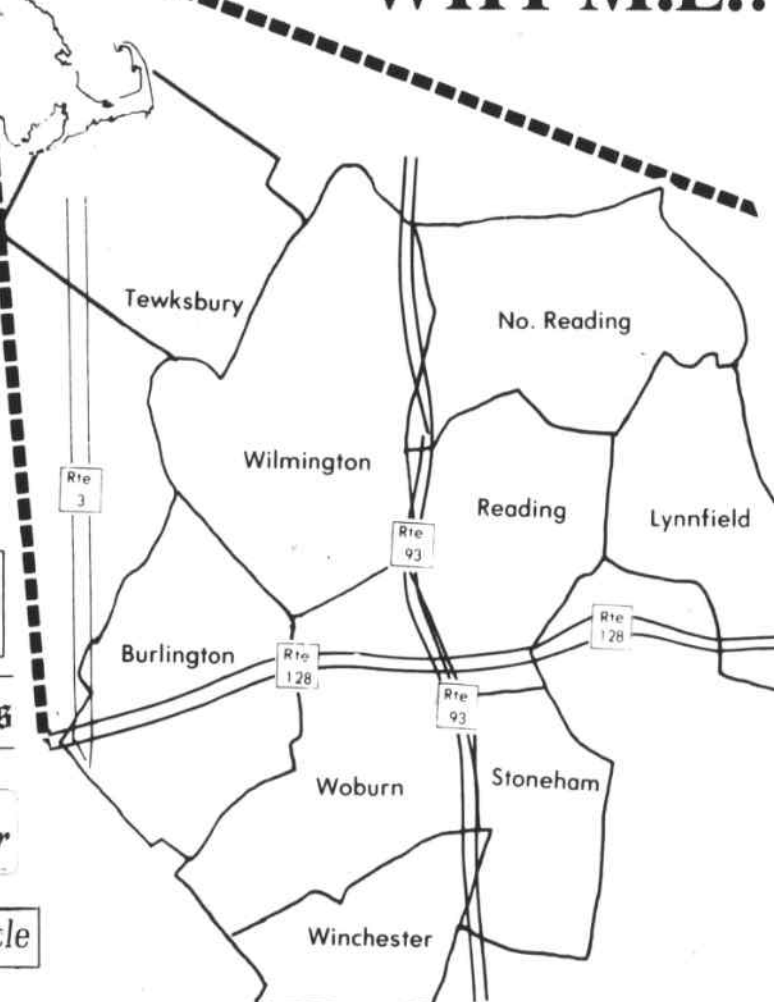 Tewksbury
No. Reading
Wilmington
Rte
3
Reading
Lynnfield
Rte
93
Rte
128
Burlington
Rte
128
Rte
93
Woburn
Stoneham
Winchester